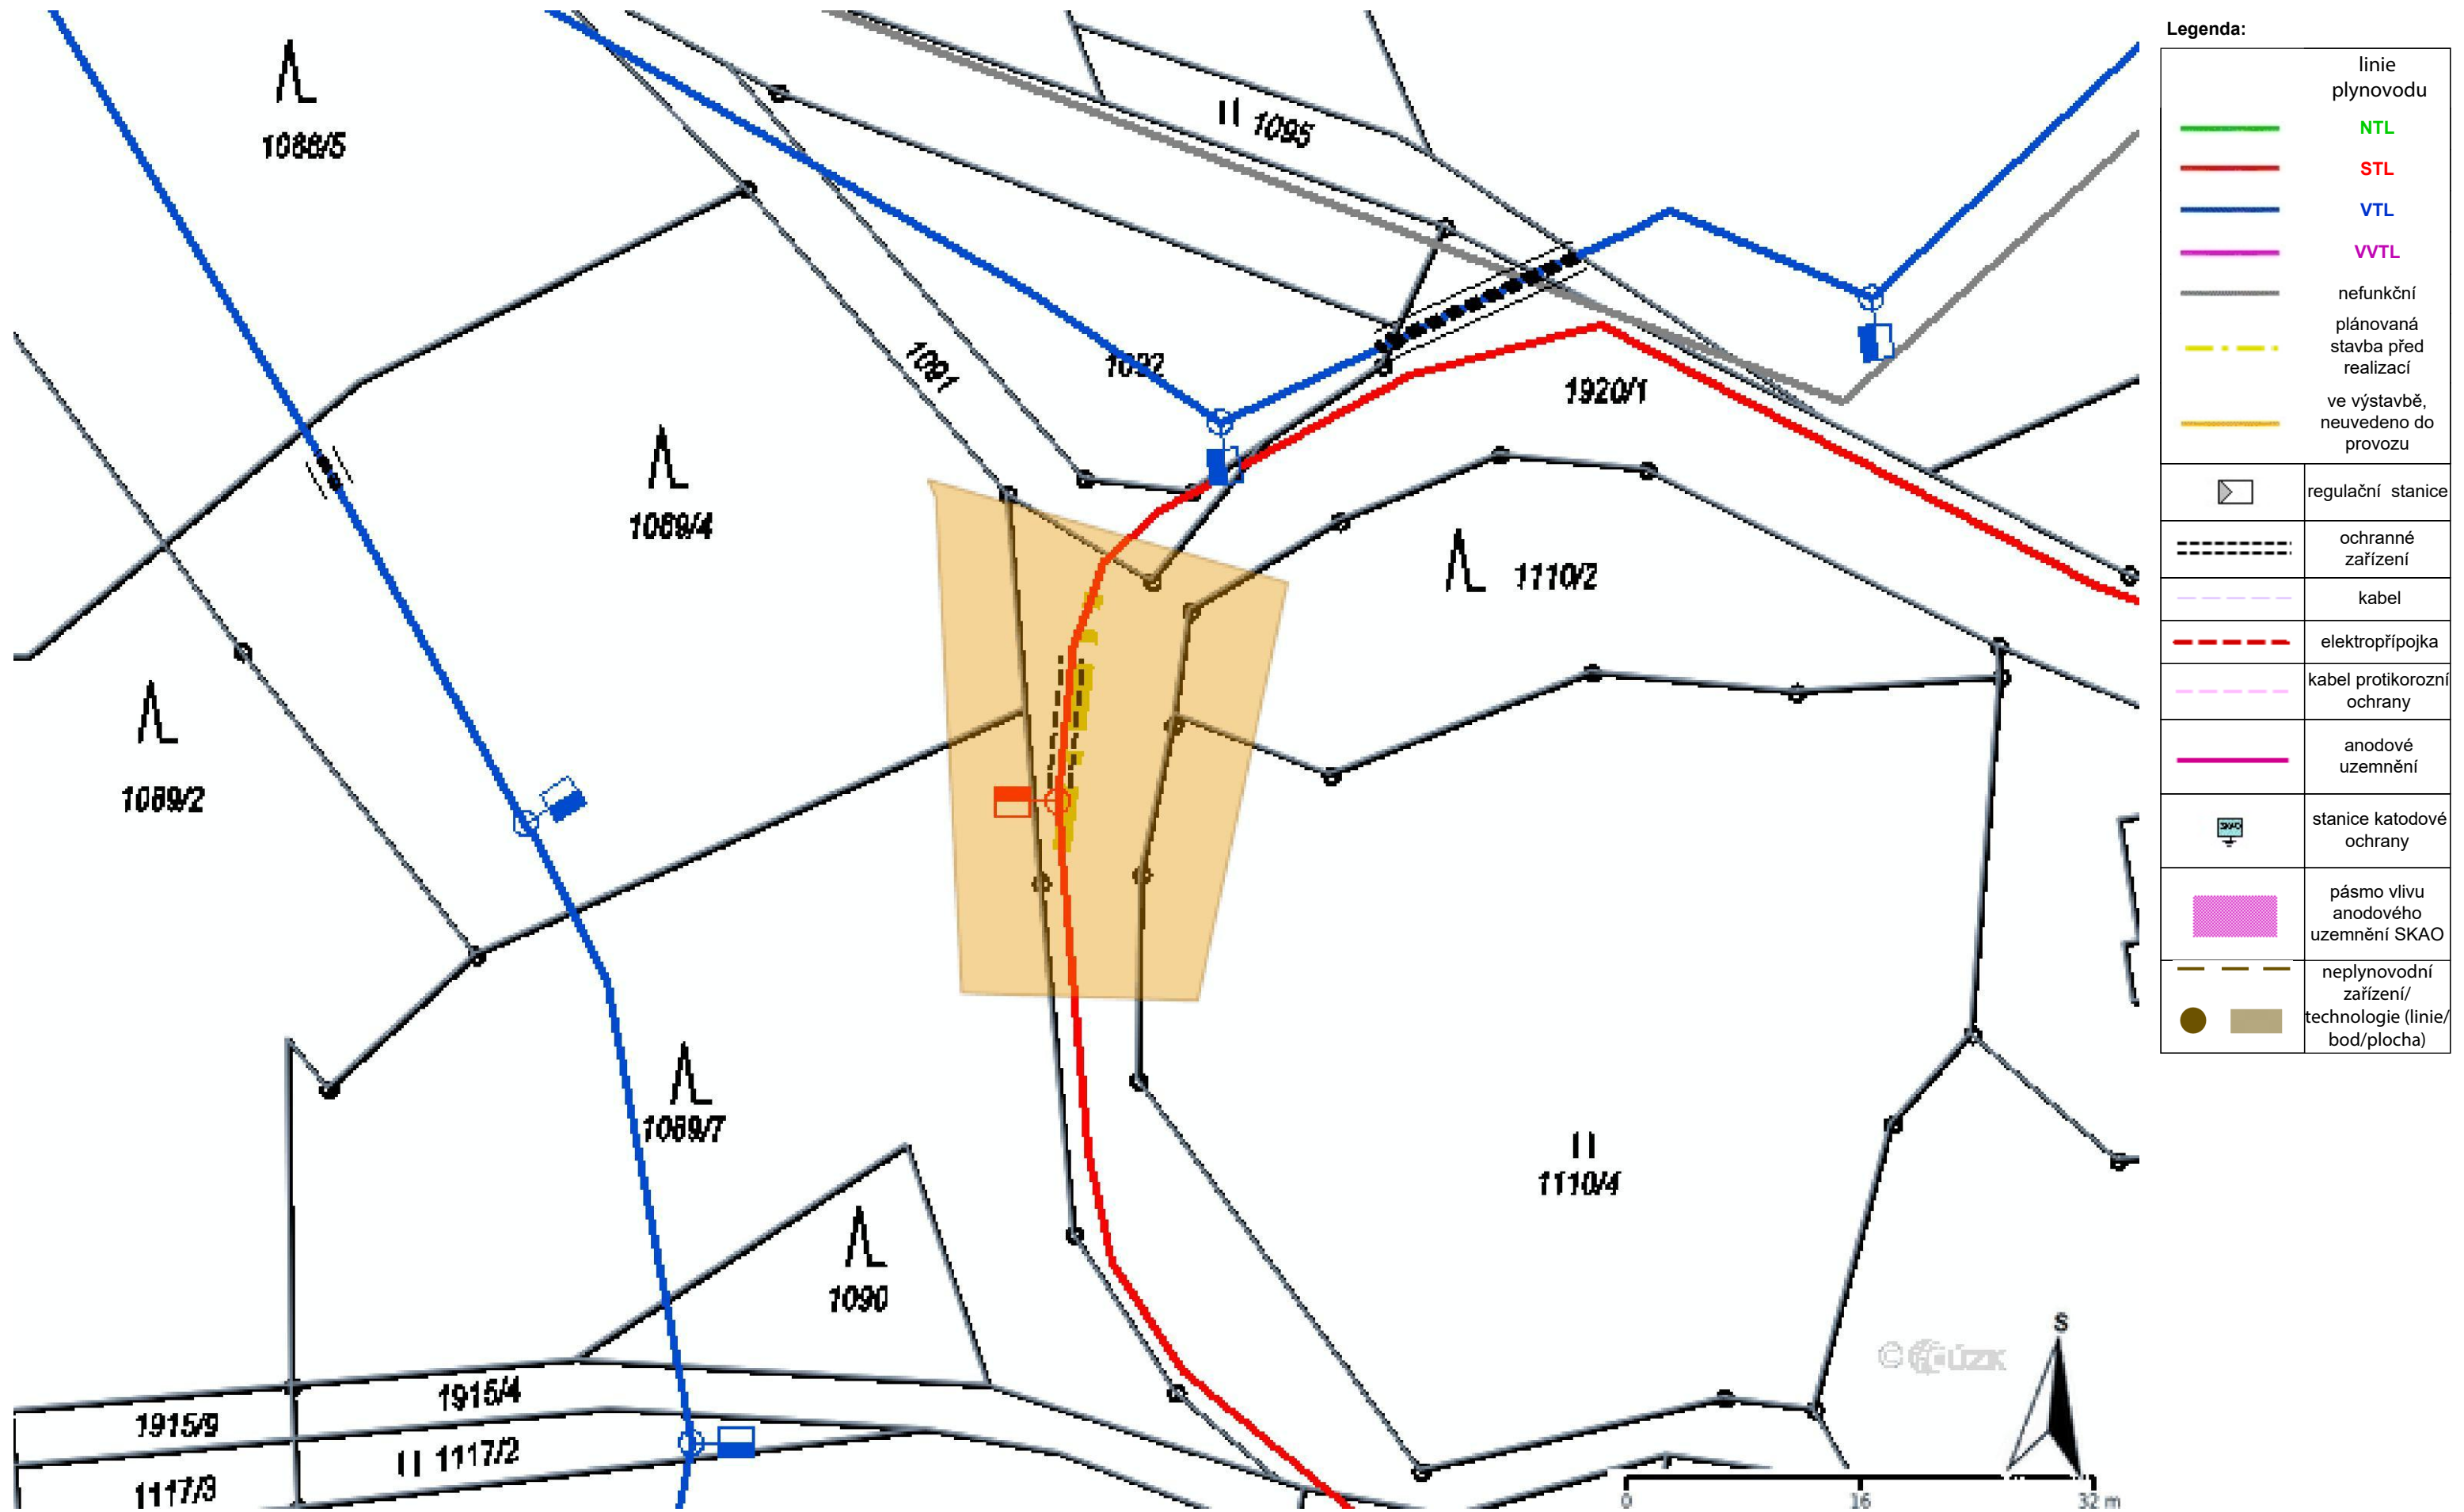 Legenda:
linie
plynovodu
NTL
STL
VTL
VVTL
nefunkční
plánovaná
stavba před
realizací
ve výstavbě,
neuvedeno do
provozu
regulační stanice
ochranné
zařízení
kabel
elektropřípojka
kabel protikorozní
ochrany
anodové
uzemnění
SKAO
stanice katodové
ochrany
pásmo vlivu
anodového
uzemnění SKAO
neplynovodní
zařízení/
technologie (linie/
bod/plocha)
1088/5
1095
1091
1092
1920/1
1089/4
1110/2
1089/2
1089/7
1110/4
1090
1915/4
1915/9
1117/2
1117/3
S
© ČÚZK
0 16 32 m